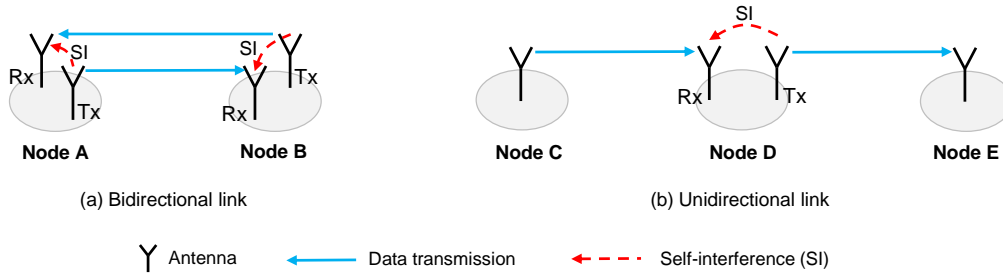 SI
SI
SI
Rx
Tx
Rx
Rx
Tx
Node A
Node B
Node C
Node D
Node E
(a) Bidirectional link
(b) Unidirectional link
Antenna
Data transmission
Self-interference (SI)